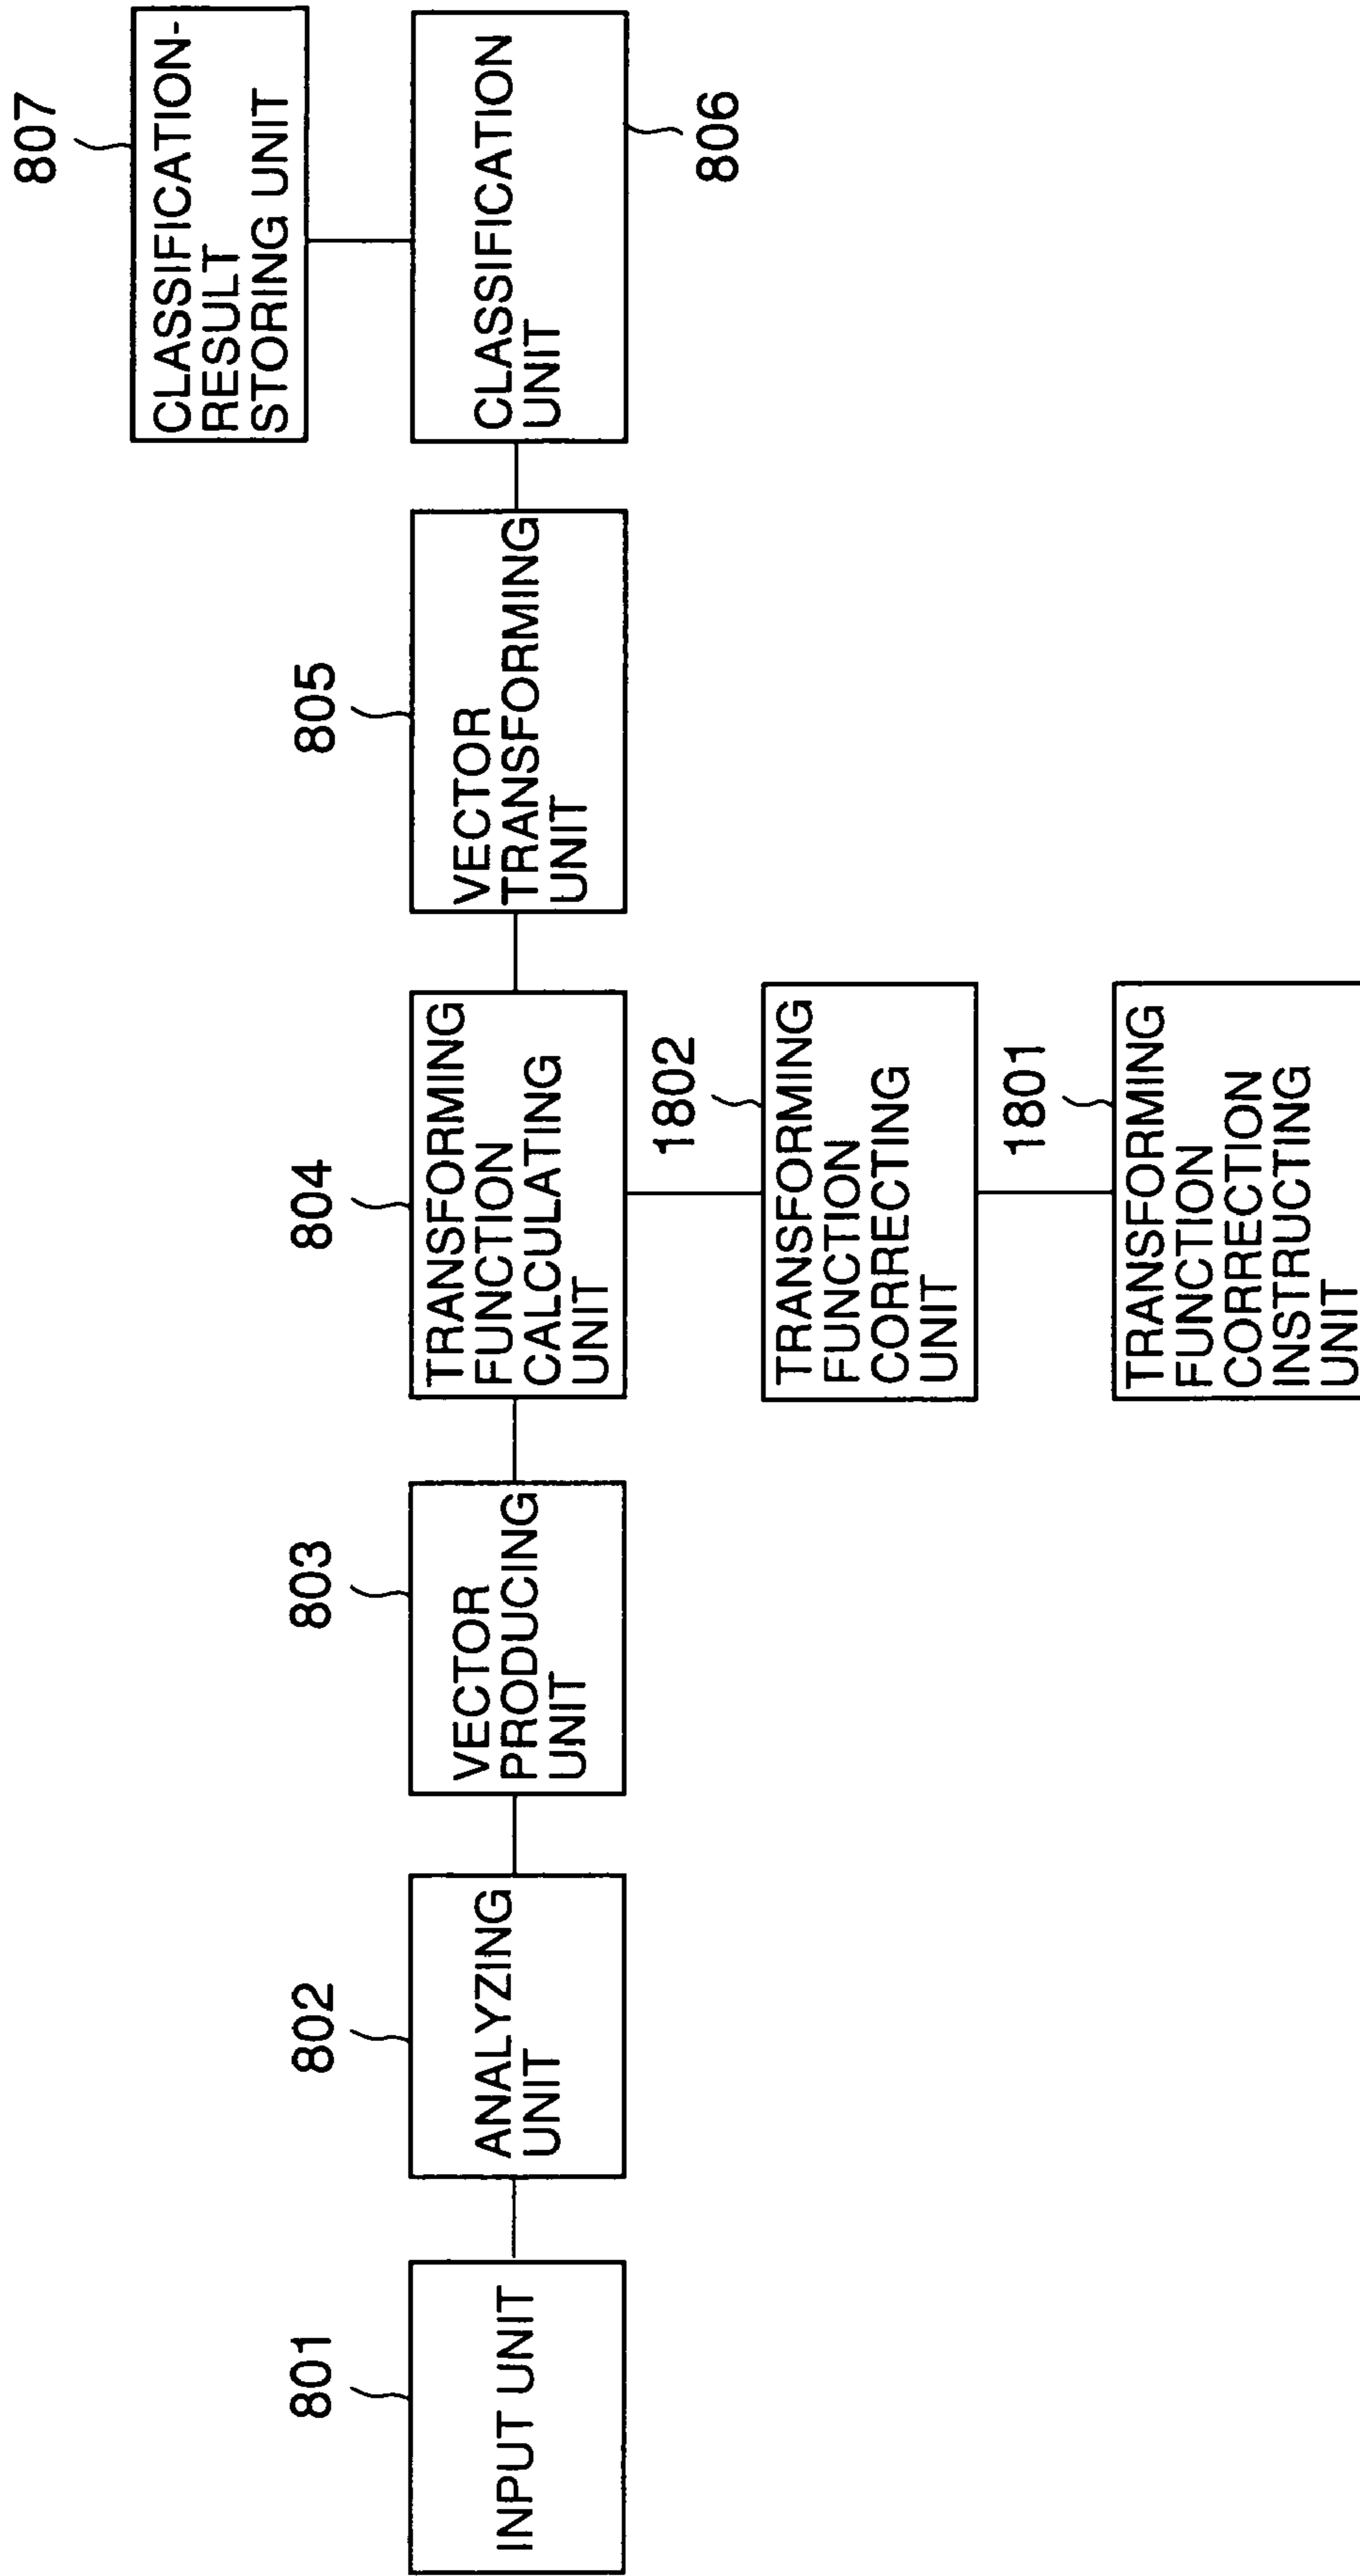 801
INPUT UNIT
802
ANALYZING
UNIT
803
VECTOR
PRODUCING
UNIT
804
TRANSFORMING
FUNCTION
CALCULATING
UNIT
1802
TRANSFORMING
FUNCTION
CORRECTING
UNIT
1801
TRANSFORMING
FUNCTION
CORRECTION
INSTRUCTING
UNIT
805
VECTOR
TRANSFORMING
UNIT
807
CLASSIFICATION-
RESULT
STORING UNIT
CLASSIFICATION
UNIT
806